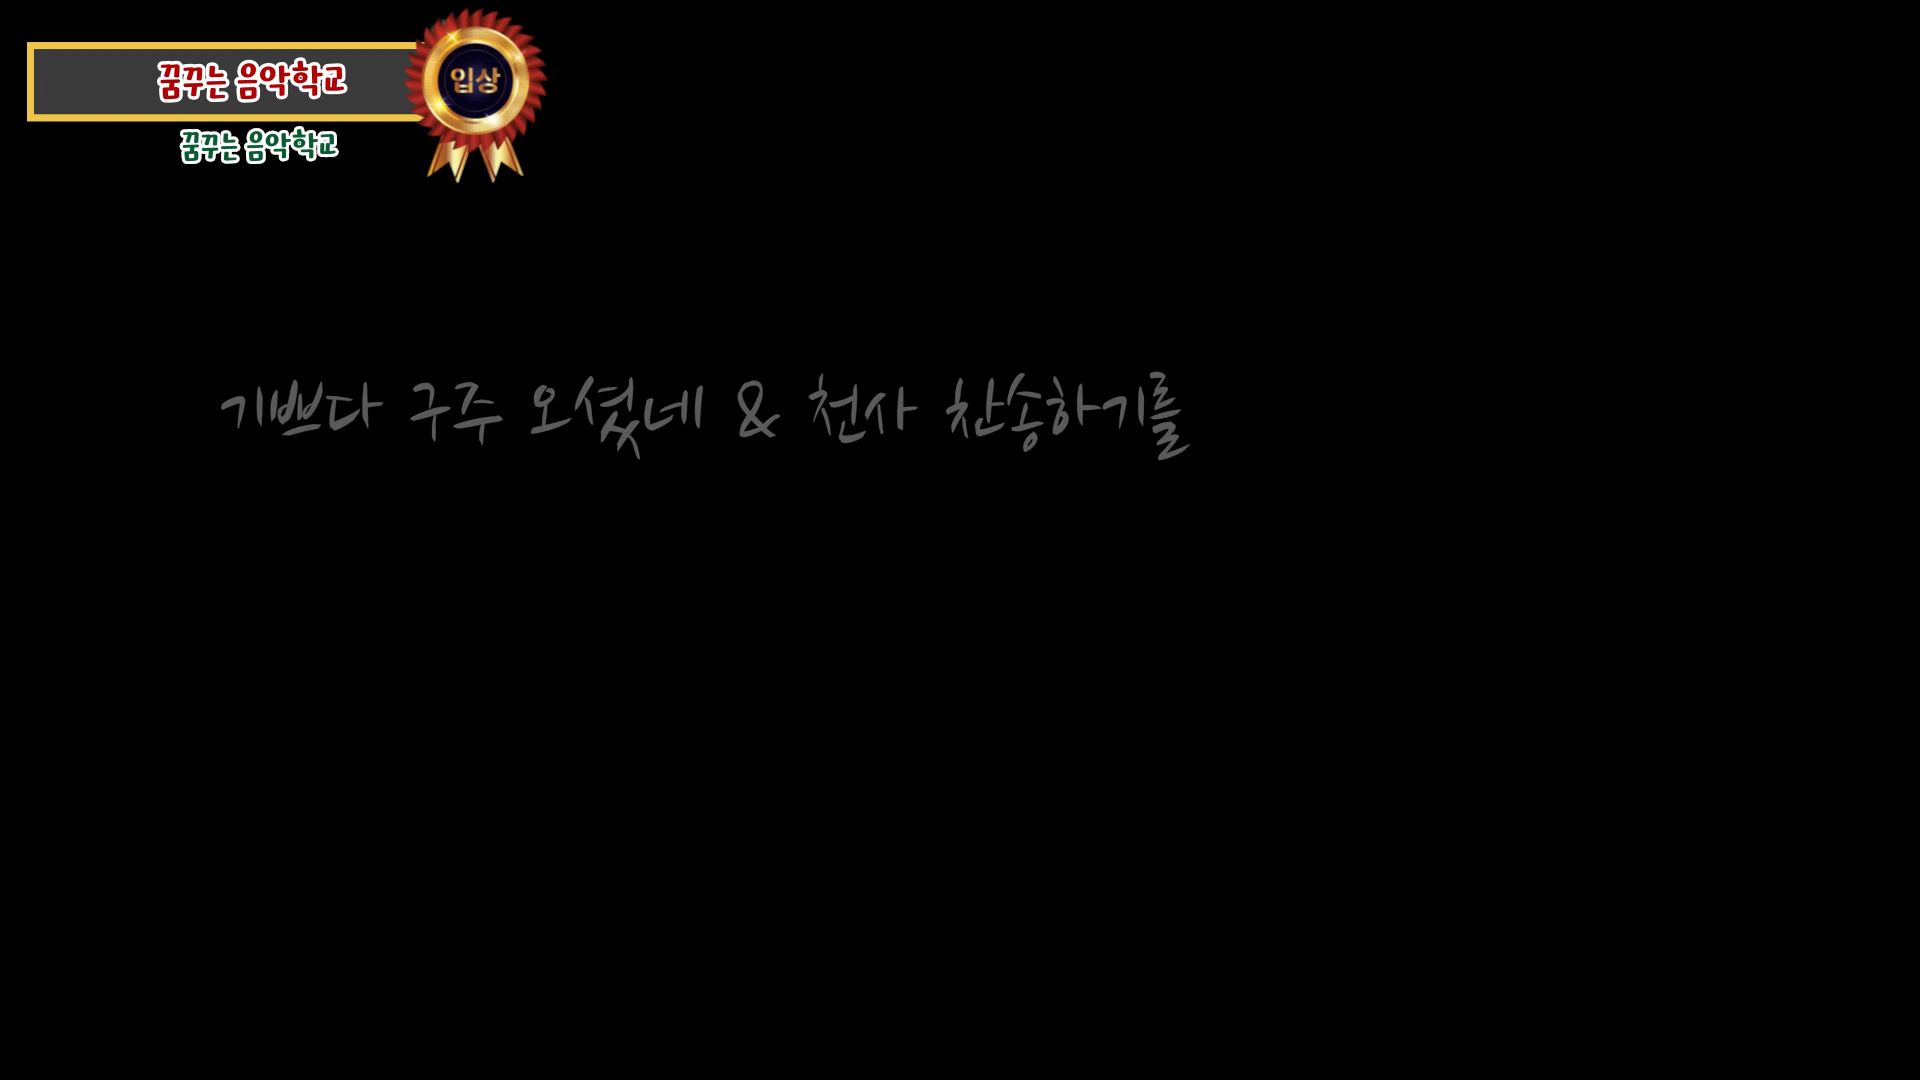 꿈꾸는 음악학교
입상
꿈꾸는 음악학교
기쁘다 구주 오셨네 & 천사 찬송하기를